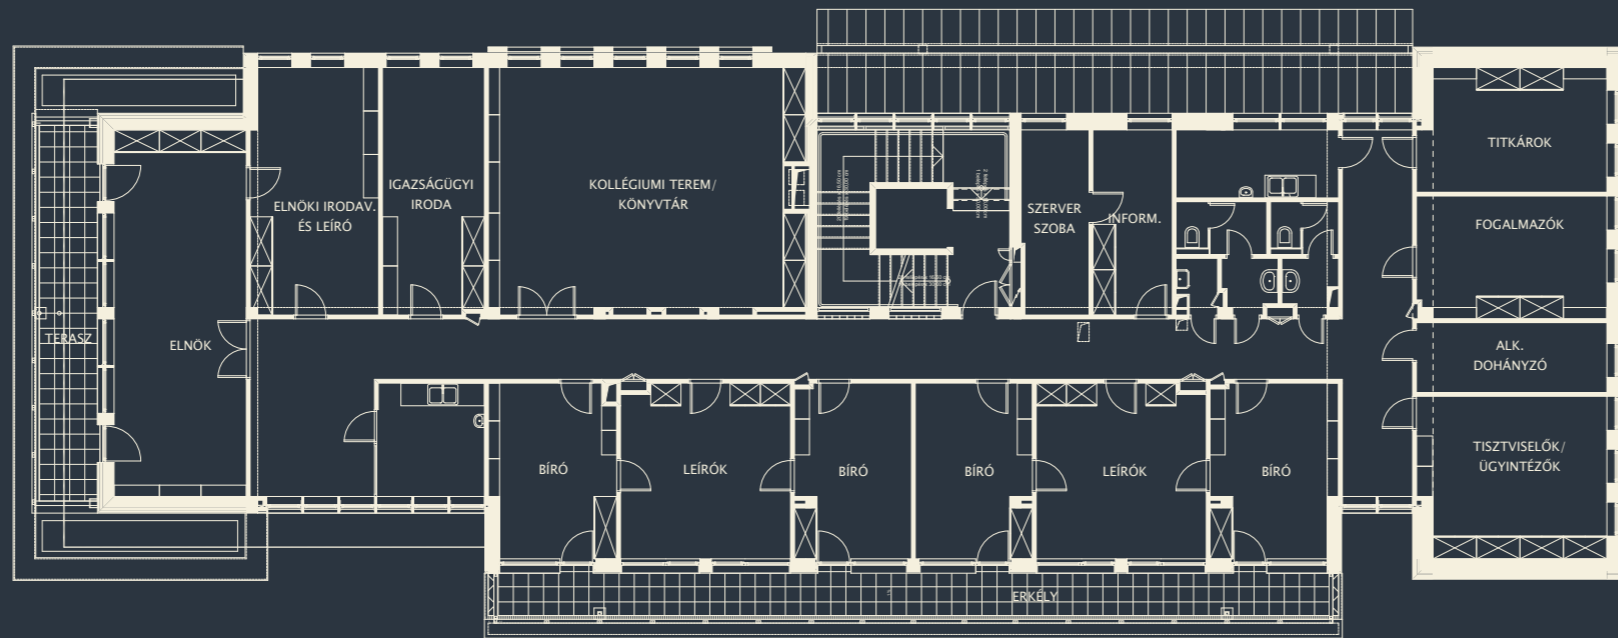 TITKÁROK
IGAZSÁGÜGYI
IRODA
KOLLÉGIUMI TEREM/
KÖNYVTÁR
ELNÖKI IRODAV.
ÉS LEÍRÓ
SZERVER
SZOBA
INFORM.
FOGALMAZÓK
TERASZ
ELNÖK
ALK.
DOHÁNYZÓ
BÍRÓ
LEÍRÓK
BÍRÓ
BÍRÓ
LEÍRÓK
BÍRÓ
TISZTVISELŐK/
ÜGYINTÉZŐK
ERKÉLY